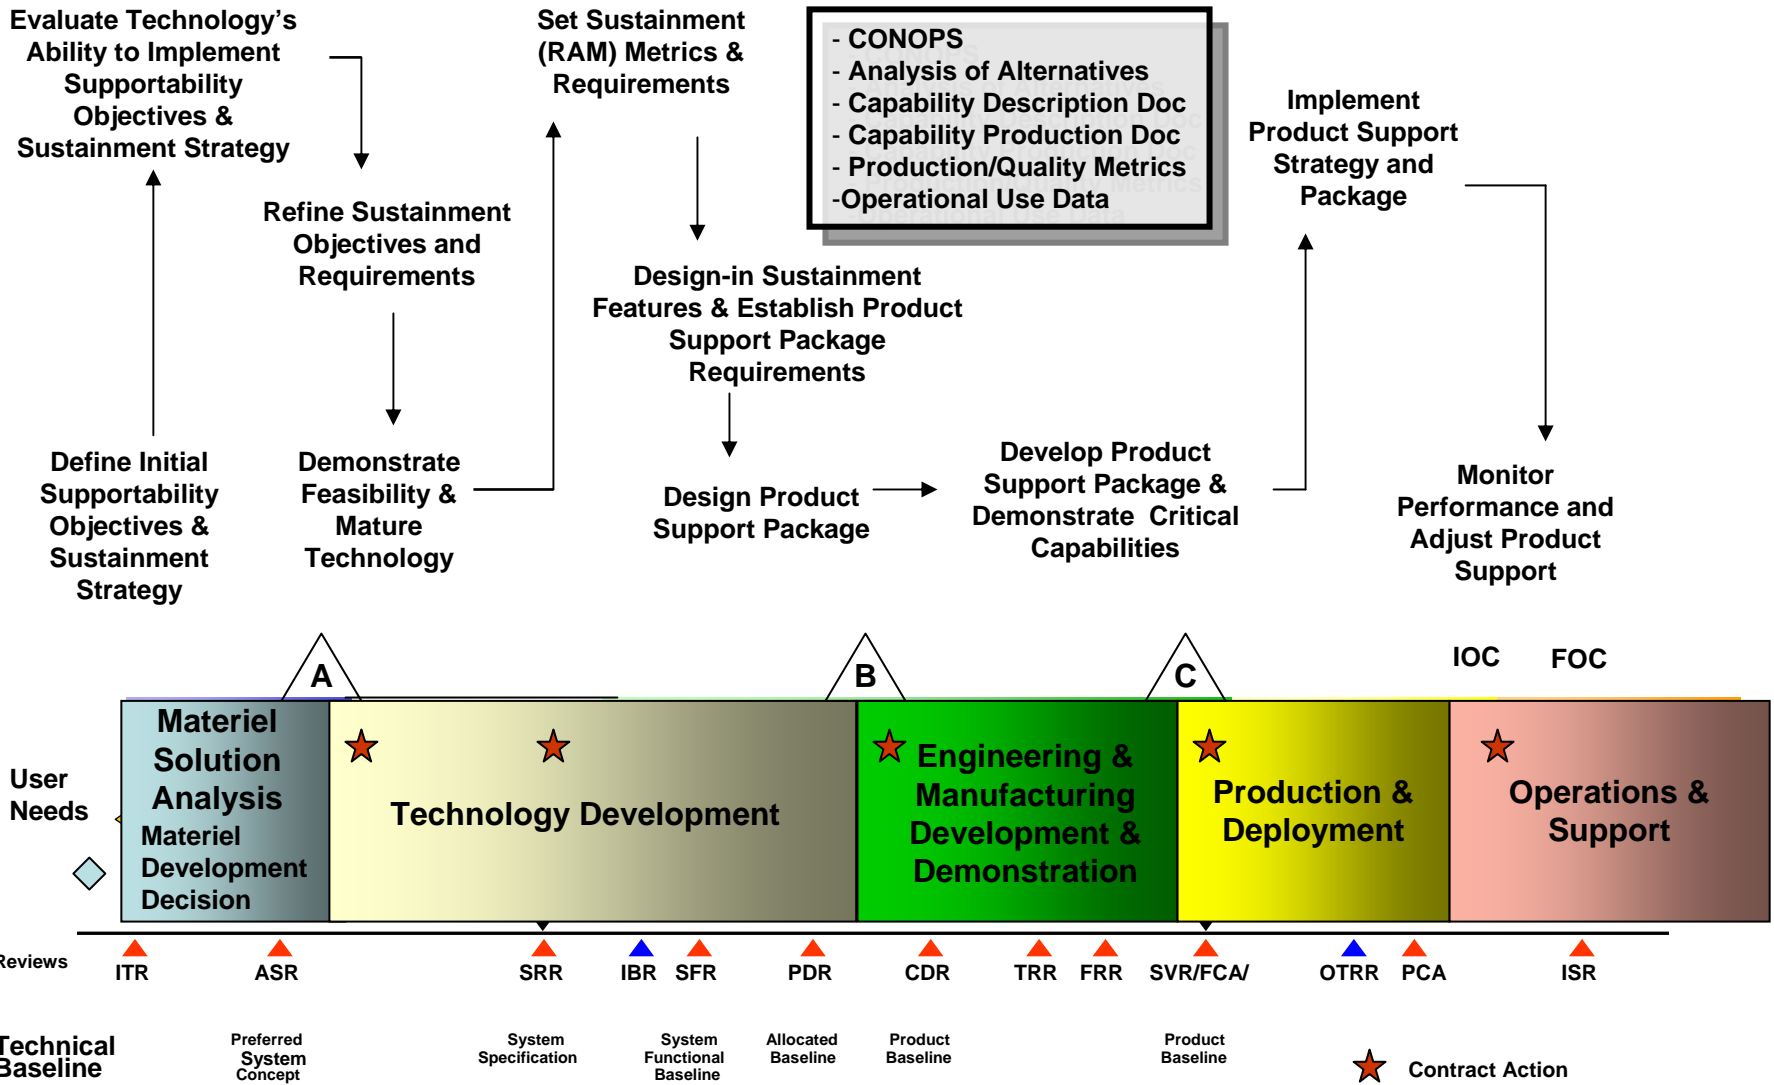 Evaluate Technology's
Ability to Implement
Supportability
Objectives &
Sustainment Strategy
Refine Sustainment
Objectives and
Requirements
Define Initial
Supportability
Objectives &
Sustainment
Strategy
Demonstrate
Feasibility &
Mature
Technology
Set Sustainment
(RAM) Metrics &
Requirements
Design-in Sustainment
Features & Establish Product
Support Package
Requirements
Design Product
Support Package
- CONOPS
- Analysis of Alternatives
- Capability Description Doc
- Capability Production Doc
- Production/Quality Metrics
-Operational Use Data
Develop Product
Support Package &
Demonstrate Critical
Capabilities
Implement
Product Support
Strategy and
Package
Monitor
Performance and
Adjust Product
Support
A
B
C
IOC
FOC
User
Needs
Materiel
Solution
Analysis
Materiel
Development
Decision
Technology Development
Engineering &
Manufacturing
Development &
Demonstration
Production &
Deployment
Operations &
Support
Reviews
ITR
ASR
SRR
IBR
SFR
PDR
CDR
TRR
FRR
SVR/FCA/
OTRR
PCA
ISR
Technical
Baseline
Preferred
System
Concept
System
Specification
System
Functional
Baseline
Allocated
Baseline
Product
Baseline
Product
Baseline
Contract Action